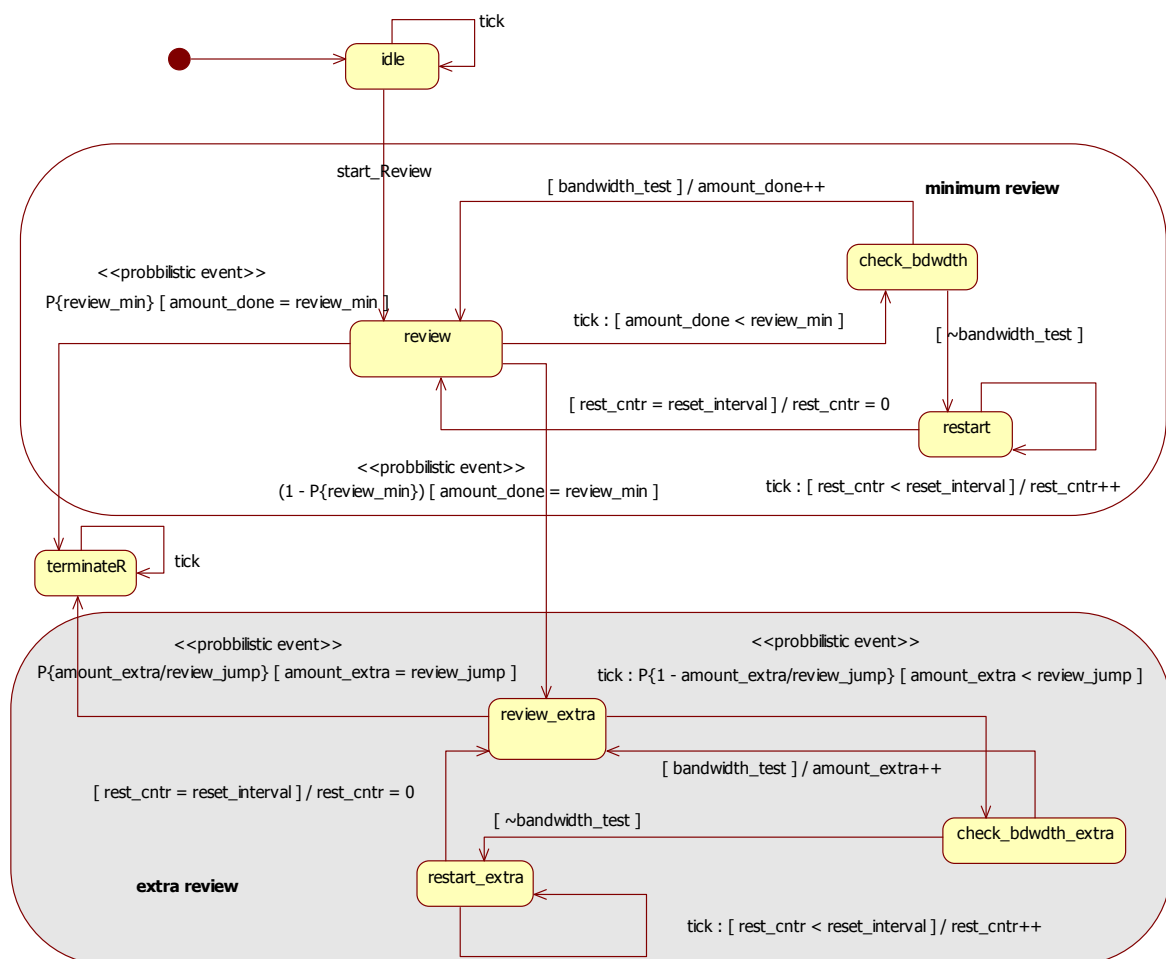 tick
idle
start_Review
[ bandwidth_test ] / amount_done++
minimum review
check_bdwdth
<<probbilistic event>>
P{review_min} [ amount_done = review_min ]
tick : [ amount_done < review_min ]
review
[ ~bandwidth_test ]
[ rest_cntr = reset_interval ] / rest_cntr = 0
restart
<<probbilistic event>>
(1 - P{review_min}) [ amount_done = review_min ]
tick : [ rest_cntr < reset_interval ] / rest_cntr++
terminateR
tick
<<probbilistic event>>
P{amount_extra/review_jump} [ amount_extra = review_jump ]
<<probbilistic event>>
tick : P{1 - amount_extra/review_jump} [ amount_extra < review_jump ]
review_extra
[ bandwidth_test ] / amount_extra++
[ rest_cntr = reset_interval ] / rest_cntr = 0
[ ~bandwidth_test ]
check_bdwdth_extra
restart_extra
extra review
tick : [ rest_cntr < reset_interval ] / rest_cntr++